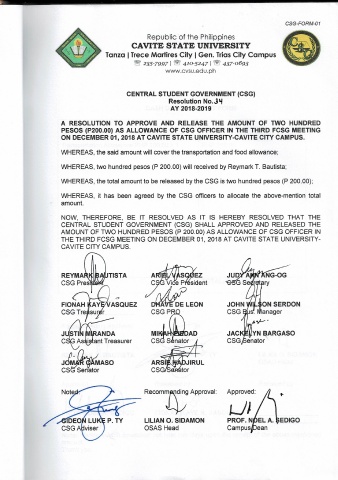 CSG-FORM-01
Republic of the Philippines
CAVITE STATE UNIVERSITY
Tanza | Trece Martires City | Gen. Trias City Campus
www.cvsu.edu.ph
CENTRAL STUDENT GOVERNMENT (CSG)
Resolution No. 34
AY 2018-2019
A RESOLUTION TO APPROVE AND RELEASE THE AMOUNT OF TWO HUNDRED
PESOS (P200.00) AS ALLOWANCE OF CSG OFFICER IN THE THIRD FCSG MEETING
ON DECEMBER 01, 2018 AT CAVITE STATE UNIVERSITY-CAVITE CITY CAMPUS.
WHEREAS, the said amount will cover the transportation and food allowance;
WHEREAS, two hundred pesos (P 200.00) will received by Reymark T. Bautista;
WHEREAS, the total amount to be released by the CSG is two hundred pesos (P 200.00);
WHEREAS, it has been agreed by the CSG officers to allocate the above-mention total
amount.
NOW, THEREFORE, BE IT RESOLVED AS IT IS HEREBY RESOLVED THAT THE
CENTRAL STUDENT GOVERNMENT (CSG) SHALL APPROVED AND RELEASED THE
AMOUNT OF TWO HUNDRED PESOS (P 200.00) AS ALLOWANCE OF CSG OFFICER IN
THE THIRD FCSG MEETING ON DECEMBER 01, 2018 AT CAVITE STATE UNIVERSITY-
CAVITE CITY CAMPUS.
REYMARK BAUTISTA ARIEL VASQUEZ JUDY ANN ANG-OG
CSG President CSG Vice President CSG Secretary
FIONAH KAYE VASQUEZ DHAVE DE LEON JOHN WILSON SERDON
CSG Treasurer CSG PRO CSG Bus. Manager
JUSTIN MIRANDA MICAH JACKELYN BARGASO
CSG Assistant Treasurer CSG Senator CSG Senator
JOMAR CAMASO ARSIE HADJIRUL
CSG Senator CSG Senator
Noted: Recommending Approval: Approved:
GIDEON LUKE P. TY LILIAN O. SIDAMON PROF. NOEL A. SEDIGO
CSG Adviser OSAS Head Campus Dean